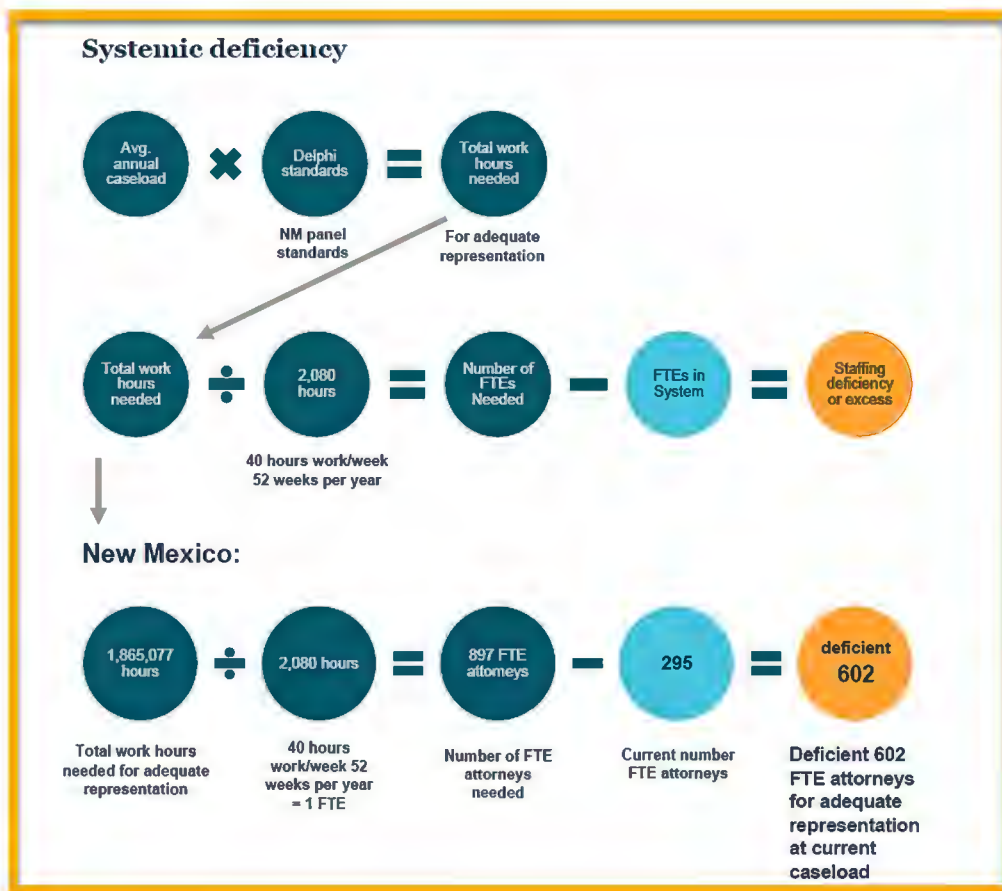 Systemic deficiency
Avg.
annual
caseload
Delphi
standards
Total work
hours
needed
NM panel
standards
For adequate
representation
Total work
hours
needed
2,080
hours
Number of
FTEs
Needed
FTEs in
System
Staffing
deficiency
or excess
40 hours work/week
52 weeks per year
New Mexico:
1,865,077
hours
2,080 hours
897 FTE
attorneys
295
deficient
602
Total work hours
needed for adequate
representation
40 hours
work/week 52
weeks per year
= 1 FTE
Number of FTE
attorneys
needed
Current number
FTE attorneys
Deficient 602
FTE attorneys
for adequate
representation
at current
caseload